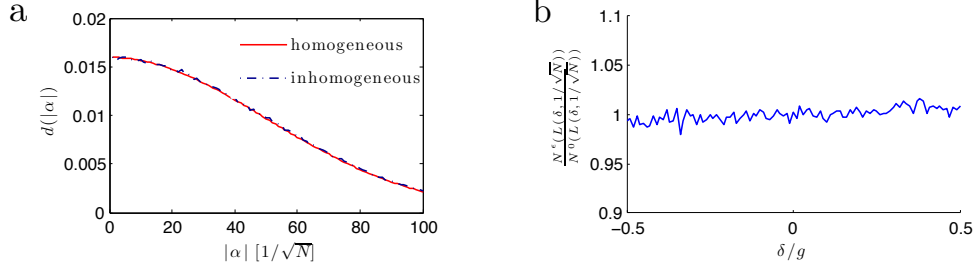 a
0.02
0.015
0.01
0.005
0
0 20 40 60 80 100
d(|α|)
|α| [1/√N]
homogeneous
inhomogeneous
b
1.1
1.05
1
0.95
0.9
−0.5 0 0.5
N^ϵ(L(δ,1/√N))
N^0(L(δ,1/√N))
δ/g